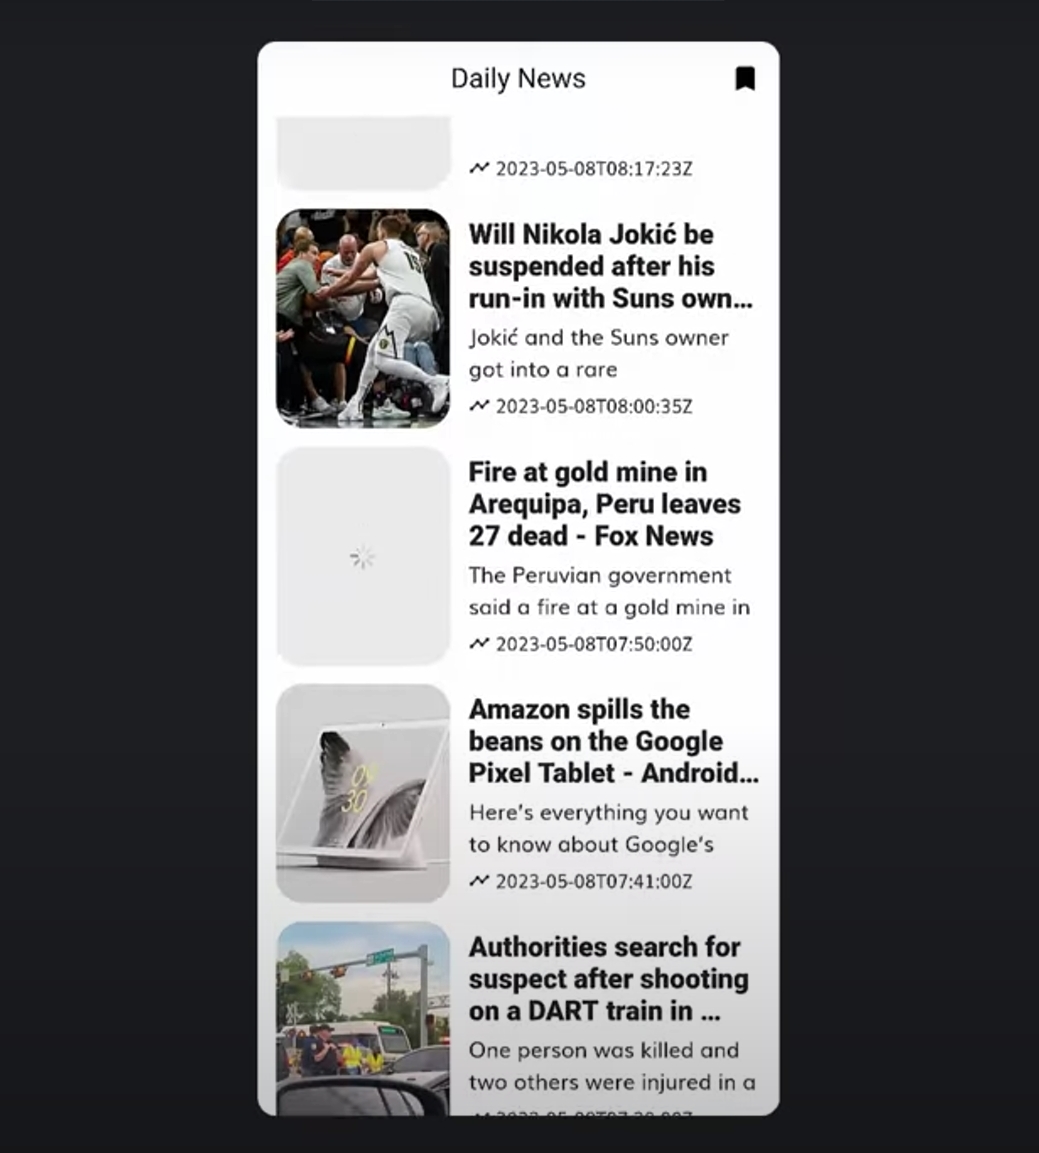 Daily News
2023-05-08T08:17:23Z
Will Nikola Jokić be
suspended after his
run-in with Suns own...
Jokić and the Suns owner
got into a rare
2023-05-08T08:00:35Z
Fire at gold mine in
Arequipa, Peru leaves
27 dead - Fox News
The Peruvian government
said a fire at a gold mine in
2023-05-08T07:50:00Z
09
30
Amazon spills the
beans on the Google
Pixel Tablet - Android...
Here's everything you want
to know about Google's
2023-05-08T07:41:00Z
Authorities search for
suspect after shooting
on a DART train in ...
One person was killed and
two others were injured in a